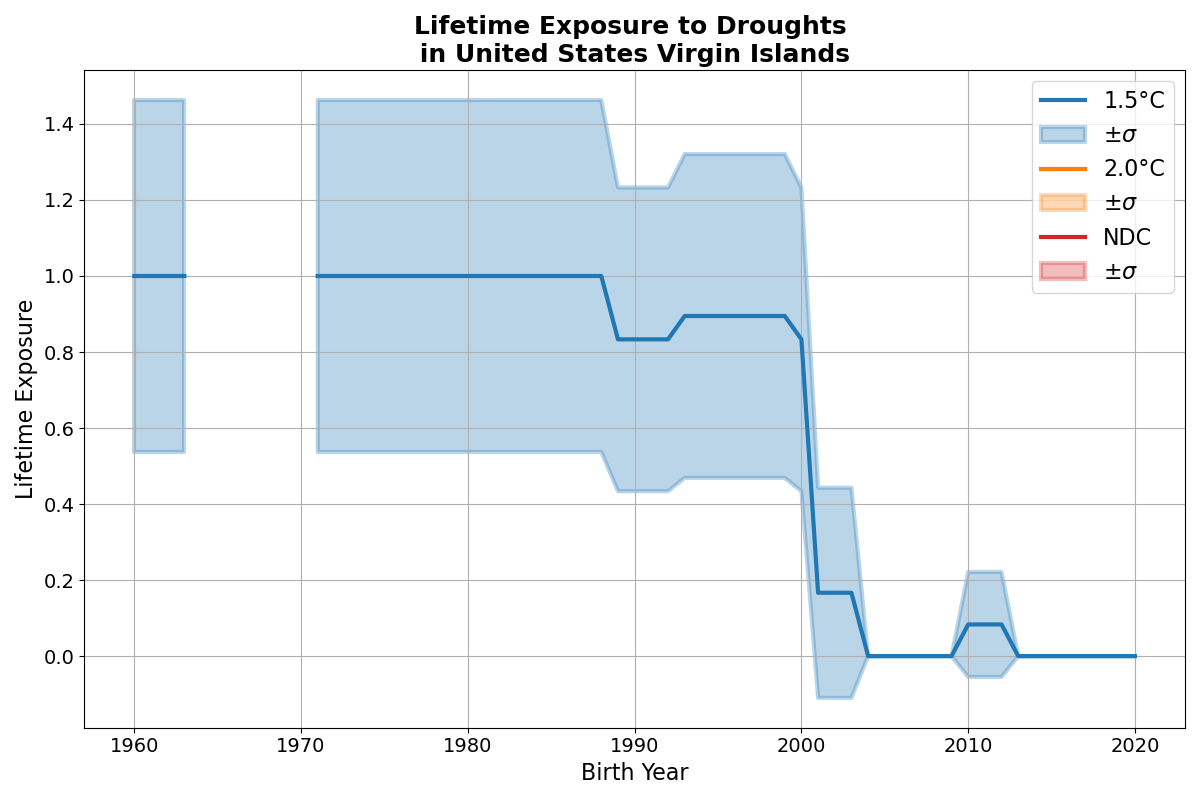 Lifetime Exposure to Droughts
in United States Virgin Islands
1.5°C
±σ
2.0°C
±σ
NDC
±σ
Lifetime Exposure
1.4
1.2
1.0
0.8
0.6
0.4
0.2
0.0
1960
1970
1980
1990
2000
2010
2020
Birth Year